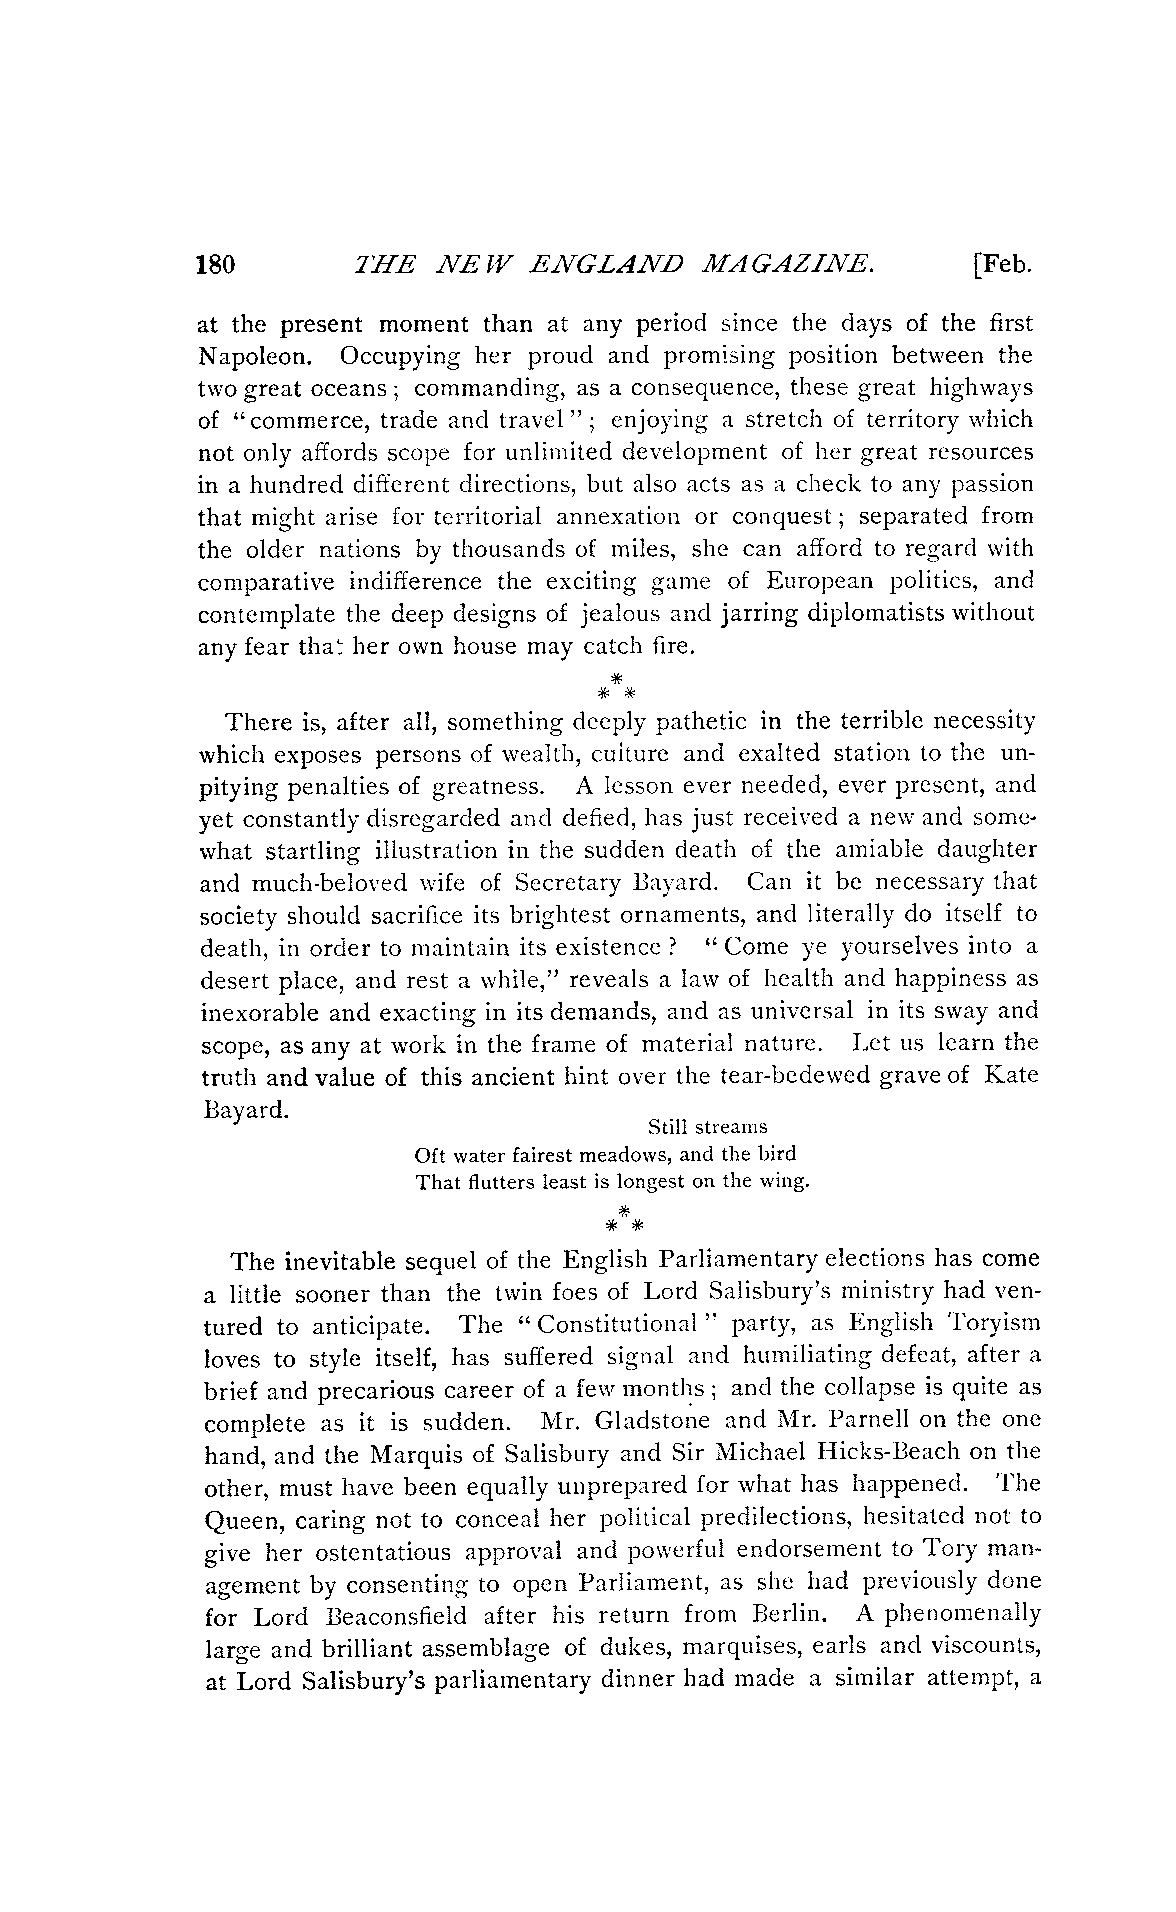 180 THE NEW ENGLAND MAGAZINE. [Feb.
at the present moment than at any period since the days of the first
Napoleon. Occupying her proud and promising position between the
two great oceans; commanding, as a consequence, these great highways
of "commerce, trade and travel"; enjoying a stretch of territory which
not only affords scope for unlimited development of her great resources
in a hundred different directions, but also acts as a check to any passion
that might arise for territorial annexation or conquest; separated from
the older nations by thousands of miles, she can afford to regard with
comparative indifference the exciting game of European politics, and
contemplate the deep designs of jealous and jarring diplomatists without
any fear that her own house may catch fire.
*
* *
There is, after all, something deeply pathetic in the terrible necessity
which exposes persons of wealth, culture and exalted station to the un-
pitying penalties of greatness. A lesson ever needed, ever present, and
yet constantly disregarded and defied, has just received a new and some-
what startling illustration in the sudden death of the amiable daughter
and much-beloved wife of Secretary Bayard. Can it be necessary that
society should sacrifice its brightest ornaments, and literally do itself to
death, in order to maintain its existence? "Come ye yourselves into a
desert place, and rest a while," reveals a law of health and happiness as
inexorable and exacting in its demands, and as universal in its sway and
scope, as any at work in the frame of material nature. Let us learn the
truth and value of this ancient hint over the tear-bedewed grave of Kate
Bayard.
Still streams
Oft water fairest meadows, and the bird
That flutters least is longest on the wing.
*
* *
The inevitable sequel of the English Parliamentary elections has come
a little sooner than the twin foes of Lord Salisbury's ministry had ven-
tured to anticipate. The "Constitutional" party, as English Toryism
loves to style itself, has suffered signal and humiliating defeat, after a
brief and precarious career of a few months; and the collapse is quite as
complete as it is sudden. Mr. Gladstone and Mr. Parnell on the one
hand, and the Marquis of Salisbury and Sir Michael Hicks-Beach on the
other, must have been equally unprepared for what has happened. The
Queen, caring not to conceal her political predilections, hesitated not to
give her ostentatious approval and powerful endorsement to Tory man-
agement by consenting to open Parliament, as she had previously done
for Lord Beaconsfield after his return from Berlin. A phenomenally
large and brilliant assemblage of dukes, marquises, earls and viscounts,
at Lord Salisbury's parliamentary dinner had made a similar attempt, a